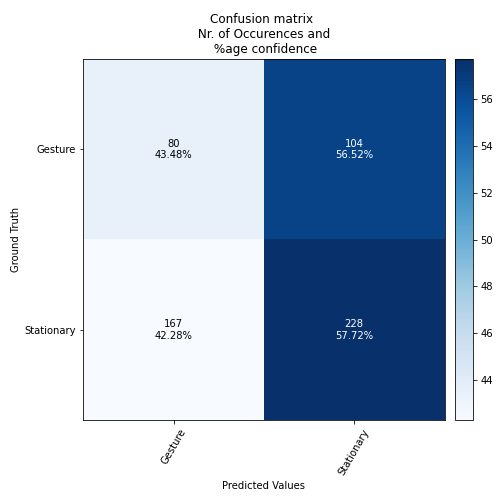 Confusion matrix
Nr. of Occurences and
%age confidence
Ground Truth
Gesture
80
43.48%
104
56.52%
Stationary
167
42.28%
228
57.72%
Gesture
Stationary
Predicted Values
56
54
52
50
48
46
44